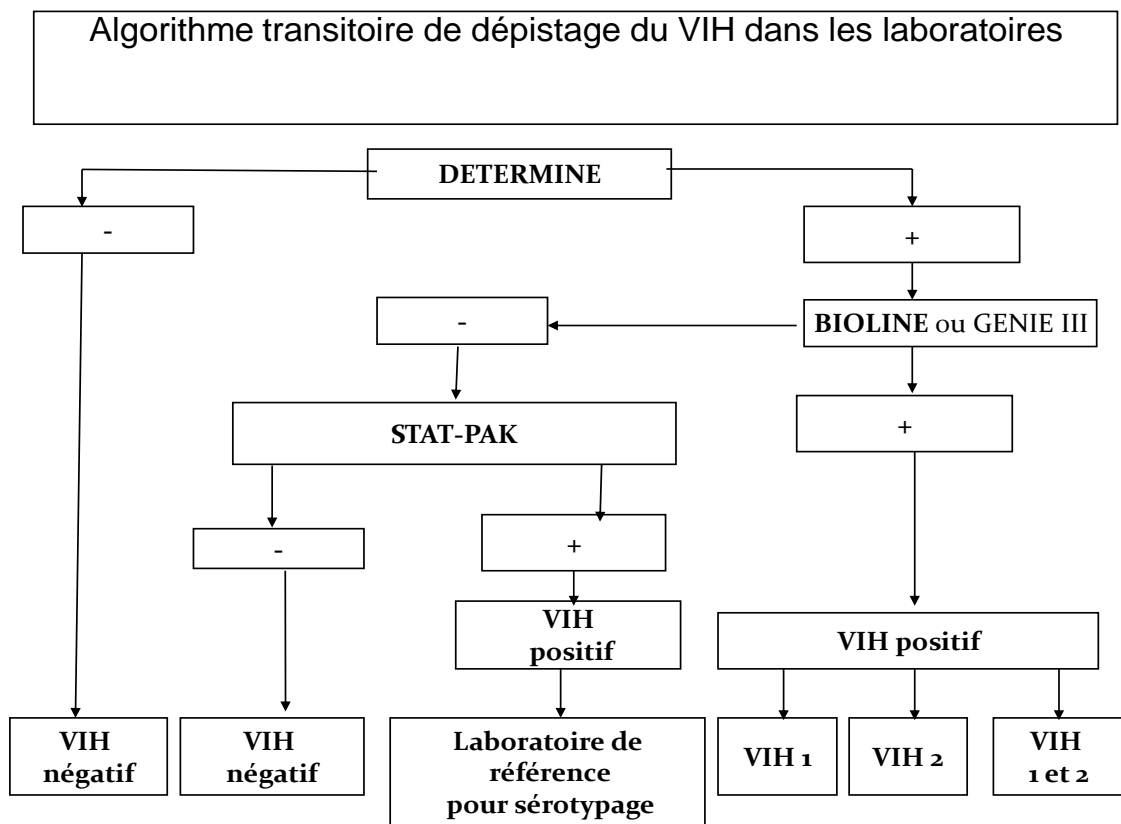 Algorithme transitoire de dépistage du VIH dans les laboratoires
DETERMINE
-
+
-
BIOLINE ou GENIE III
STAT-PAK
+
-
+
VIH
positif
VIH positif
VIH
négatif
VIH
négatif
Laboratoire de
référence
pour sérotypage
VIH 1
VIH 2
VIH
1 et 2